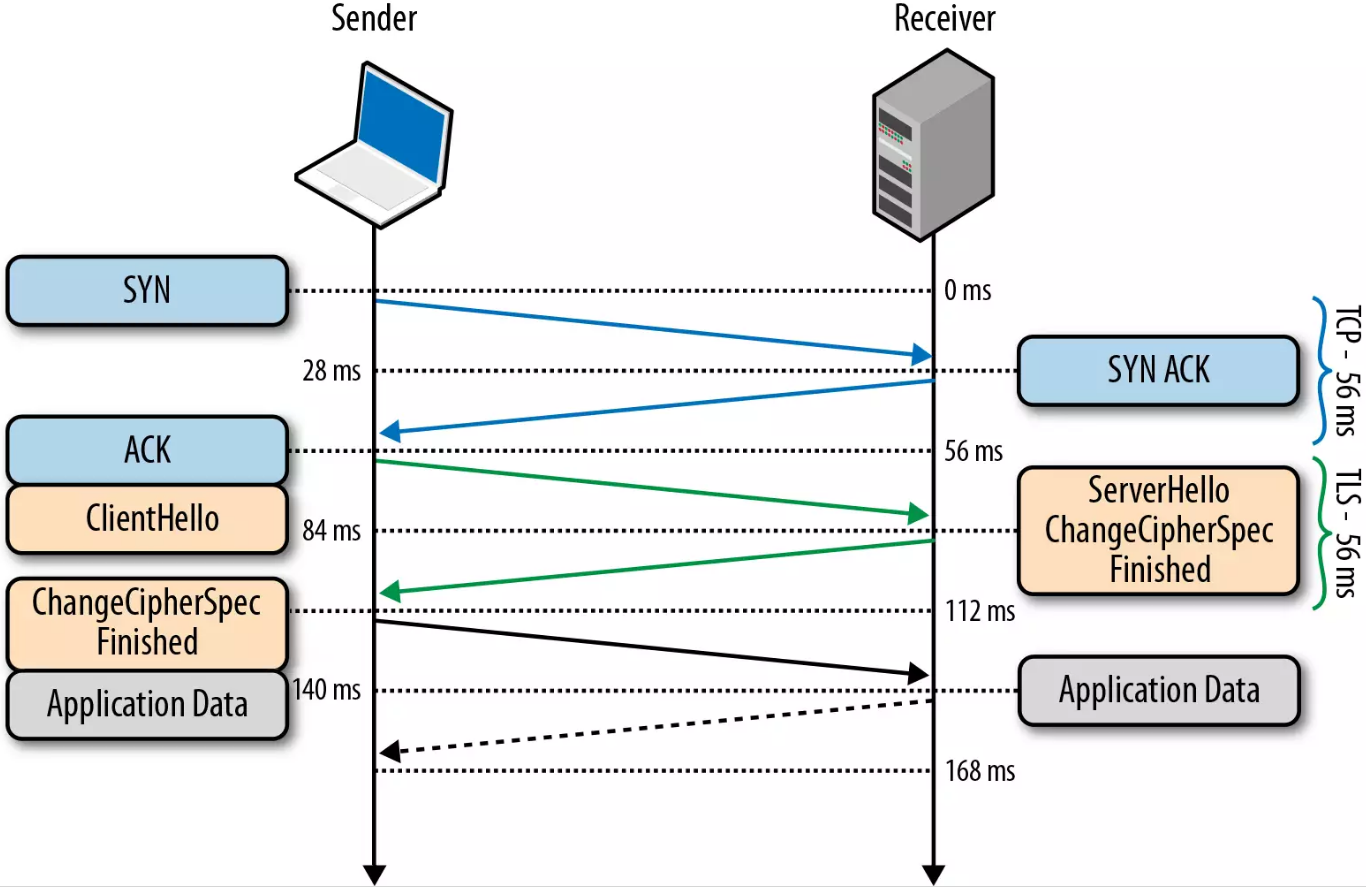 Sender
Receiver
SYN
0 ms
28 ms
SYN ACK
TCP - 56 ms
ACK
56 ms
ClientHello
84 ms
ServerHello
ChangeCipherSpec
Finished
TLS - 56 ms
ChangeCipherSpec
Finished
112 ms
Application Data
140 ms
Application Data
168 ms